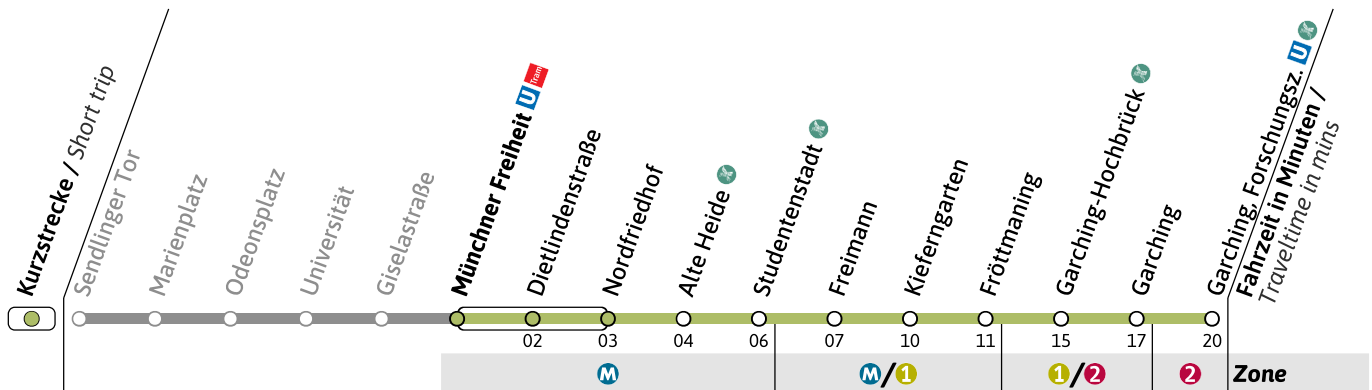 Kurzstrecke / Short trip
Sendlinger Tor
Marienplatz
Odeonsplatz
Universität
Giselastraße
Münchner Freiheit U Tram
Dietlindenstraße
Nordfriedhof
Alte Heide
Studentenstadt
Freimann
Kieferngarten
Fröttmaning
Garching-Hochbrück
Garching
Garching, Forschungsz. U
Fahrzeit in Minuten /
Traveltime in mins
02 03 04 06 07 10 11 15 17 20
M M/1 1/2 2 Zone